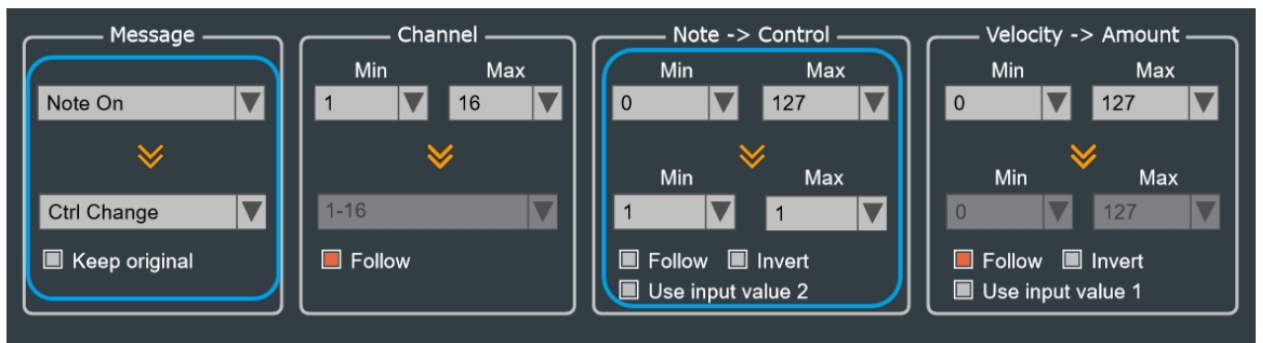 Message
Note On
Ctrl Change
Keep original
Channel
Min Max
1 16
1-16
Follow
Note -> Control
Min Max
0 127
Min Max
1 1
Follow Invert
Use input value 2
Velocity -> Amount
Min Max
0 127
Min Max
0 127
Follow Invert
Use input value 1